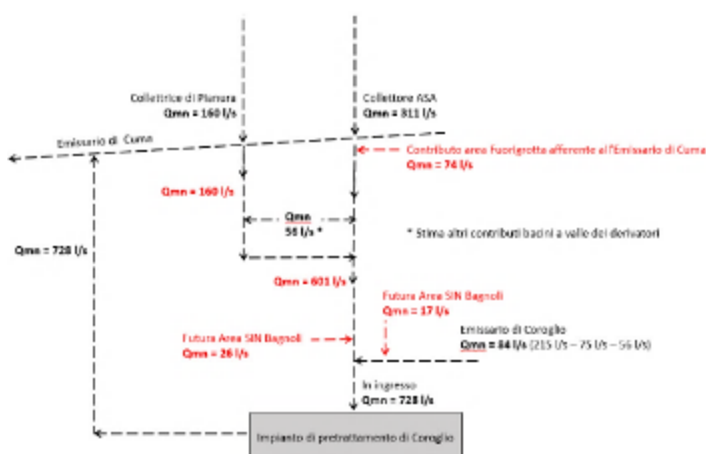 Collettrice di Pianura
Qmn = 160 l/s
Collettore ASA
Qmn = 311 l/s
Emissario di Cuma
Contributo area Fuorigrotta afferente all'Emissario di Cuma
Qmn = 74 l/s
Qmn = 160 l/s
Qmn
56 l/s *
* Stima altri contributi bacini a valle dei derivatori
Qmn = 728 l/s
Qmn = 601 l/s
Futura Area SIN Bagnoli
Qmn = 17 l/s
Futura Area SIN Bagnoli
Qmn = 26 l/s
Emissario di Coroglio
Qmn = 84 l/s (215 l/s – 75 l/s – 56 l/s)
In ingresso
Qmn = 728 l/s
Impianto di pretrattamento di Coroglio